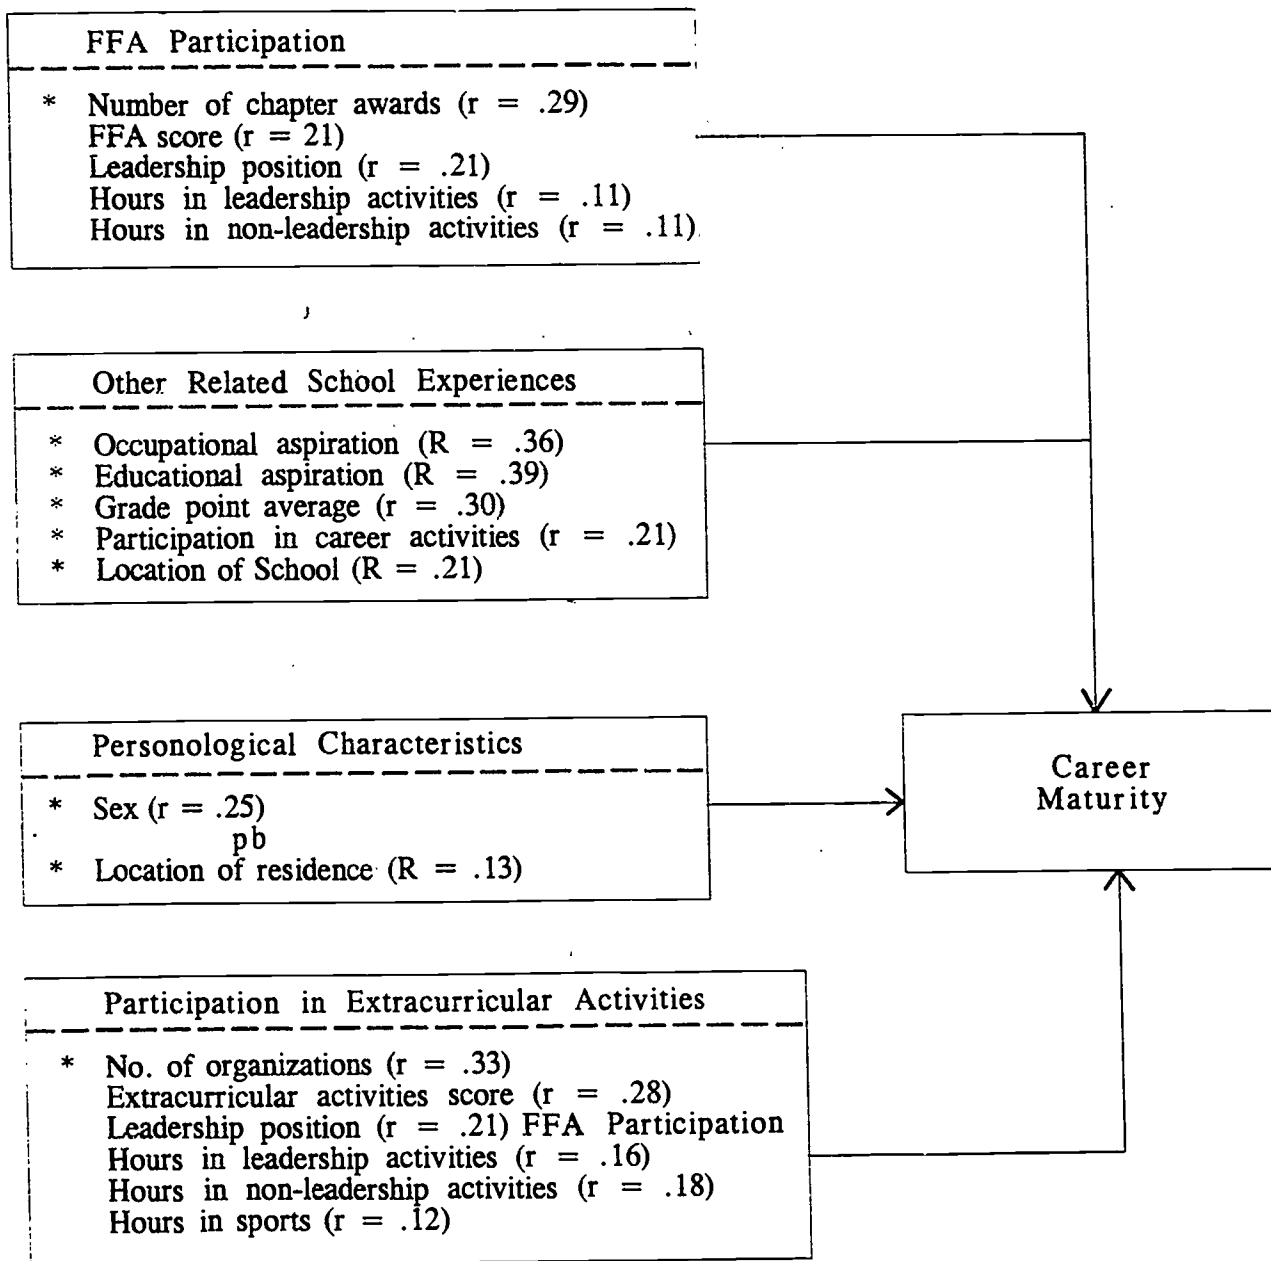 FFA Participation
* Number of chapter awards (r = .29)
FFA score (r = 21)
Leadership position (r = .21)
Hours in leadership activities (r = .11)
Hours in non-leadership activities (r = .11)
Other Related School Experiences
* Occupational aspiration (R = .36)
* Educational aspiration (R = .39)
* Grade point average (r = .30)
* Participation in career activities (r = .21)
* Location of School (R = .21)
Personological Characteristics
* Sex (r = .25)
pb
* Location of residence (R = .13)
Career
Maturity
Participation in Extracurricular Activities
* No. of organizations (r = .33)
Extracurricular activities score (r = .28)
Leadership position (r = .21) FFA Participation
Hours in leadership activities (r = .16)
Hours in non-leadership activities (r = .18)
Hours in sports (r = .12)